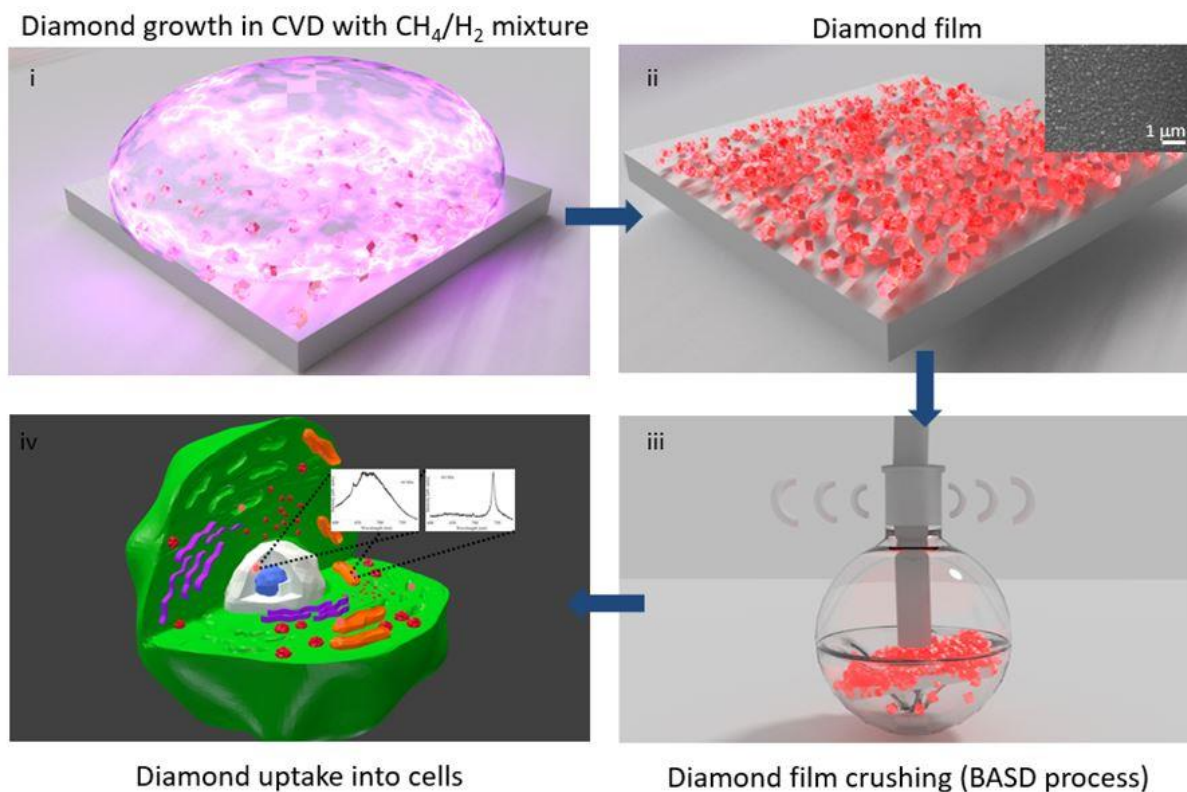 Diamond growth in CVD with CH₄/H₂ mixture
Diamond film
i
ii
1 µm
iv
iii
Diamond uptake into cells
Diamond film crushing (BASD process)